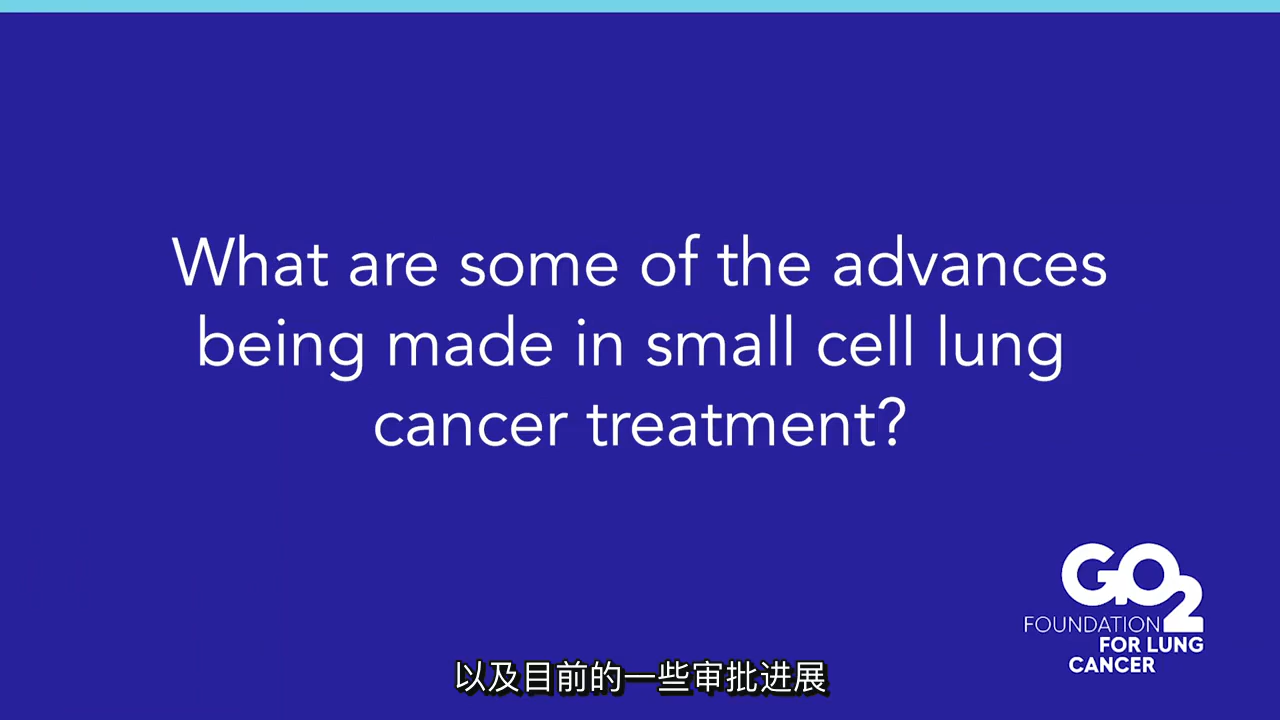 What are some of the advances
being made in small cell lung
cancer treatment?
GO2
FOUNDATION
FOR LUNG
CANCER
以及目前的一些审批进展